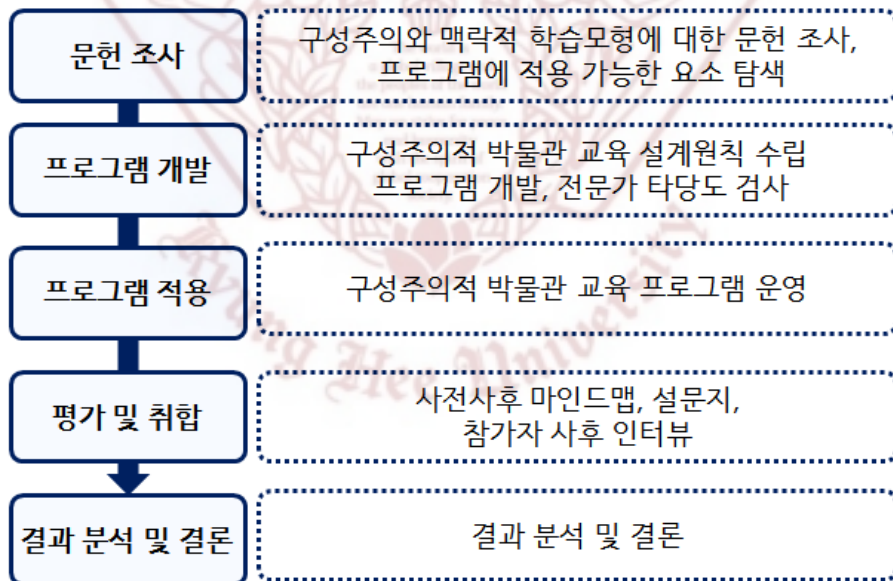 문헌 조사
구성주의와 맥락적 학습모형에 대한 문헌 조사,
프로그램에 적용 가능한 요소 탐색
프로그램 개발
구성주의적 박물관 교육 설계원칙 수립
프로그램 개발, 전문가 타당도 검사
프로그램 적용
구성주의적 박물관 교육 프로그램 운영
Kyung Hee University
평가 및 취합
사전사후 마인드맵, 설문지,
참가자 사후 인터뷰
결과 분석 및 결론
결과 분석 및 결론